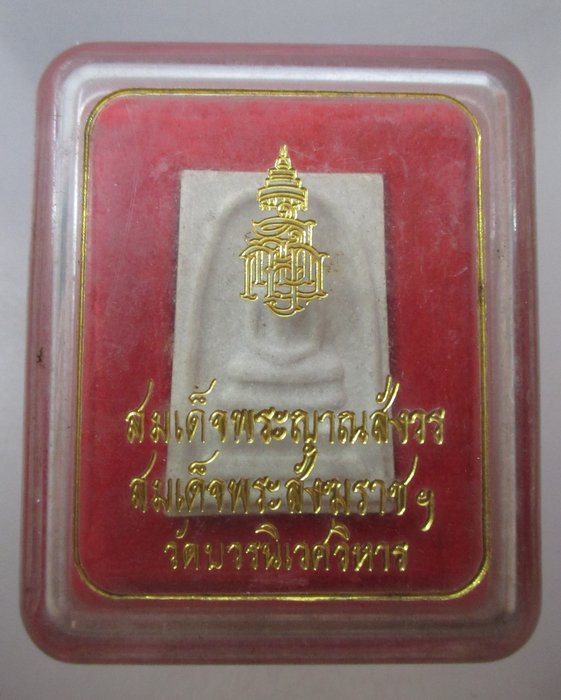 สมเด็จพระญาณสังวร
สมเด็จพระสังฆราช ฯ
วัดบวรนิเวศวิหาร